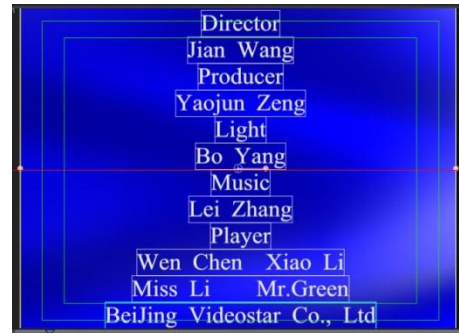 Director
Jian Wang
Producer
Yaojun Zeng
Light
Bo Yang
Music
Lei Zhang
Player
Wen Chen Xiao Li
Miss Li Mr.Green
BeiJing Videostar Co., Ltd